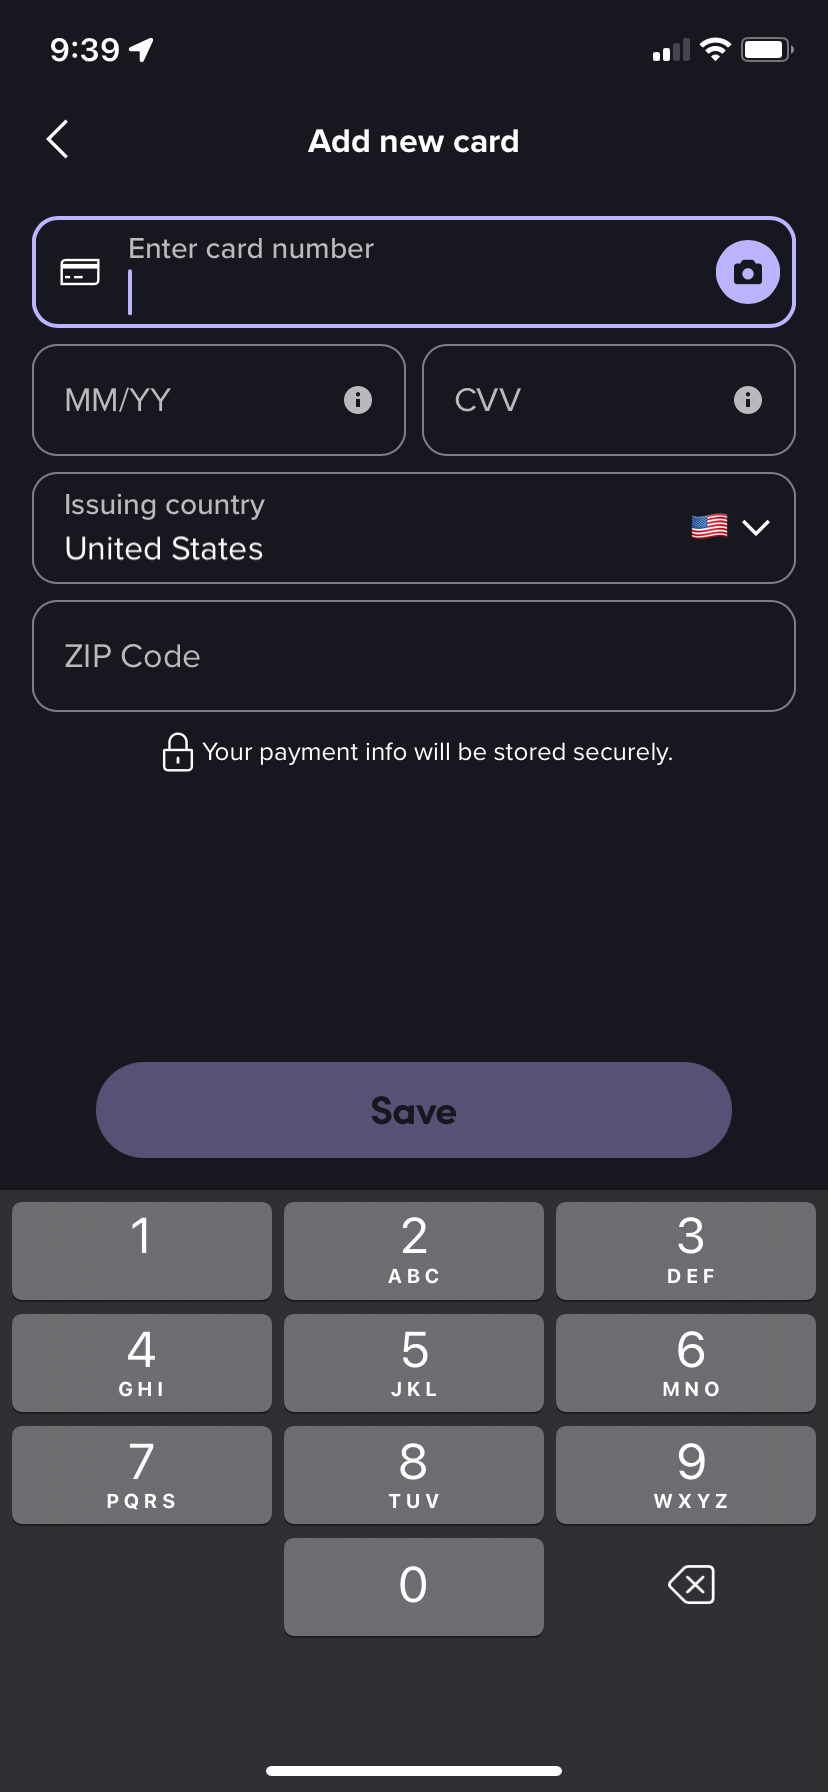 9:39
Add new card
Enter card number
MM/YY
CVV
Issuing country
United States
ZIP Code
Your payment info will be stored securely.
Save
1
2
ABC
3
DEF
4
GHI
5
JKL
6
MNO
7
PQRS
8
TUV
9
WXYZ
0